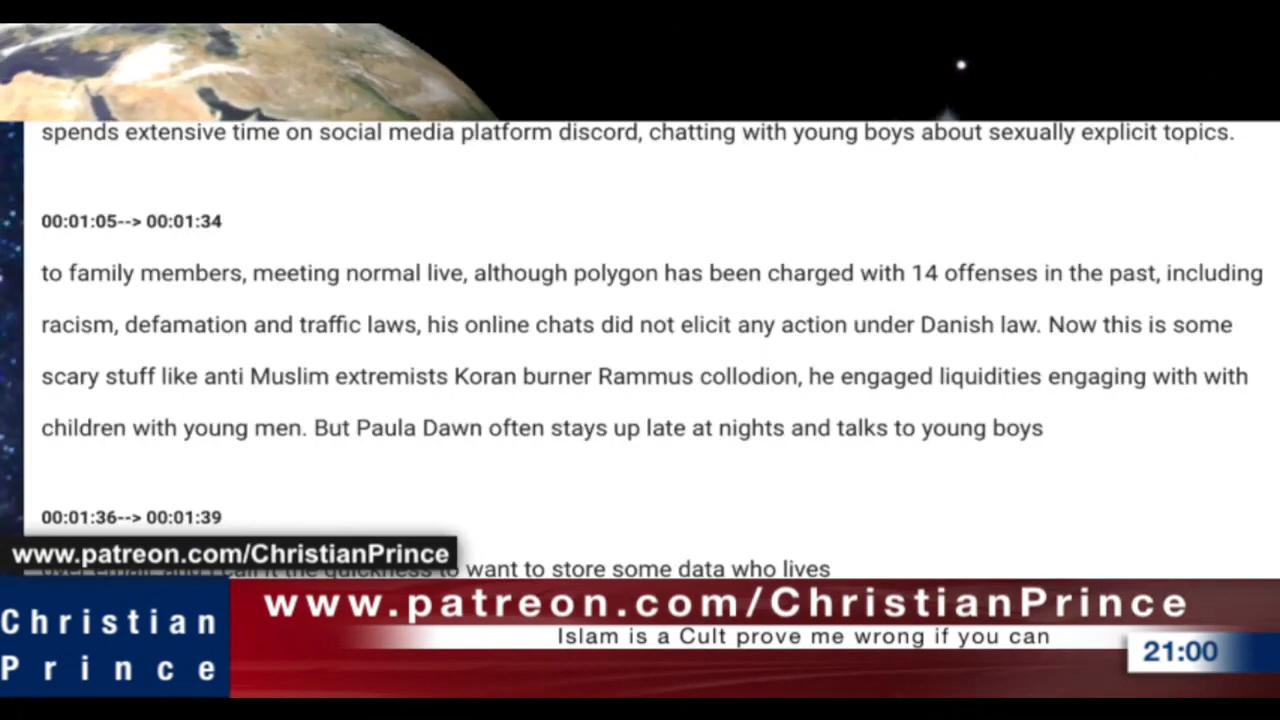 spends extensive time on social media platform discord, chatting with young boys about sexually explicit topics.
00:01:05--> 00:01:34
to family members, meeting normal live, although polygon has been charged with 14 offenses in the past, including
racism, defamation and traffic laws, his online chats did not elicit any action under Danish law. Now this is some
scary stuff like anti Muslim extremists Koran burner Rammus collodion, he engaged liquidities engaging with with
children with young men. But Paula Dawn often stays up late at nights and talks to young boys
00:01:36--> 00:01:39
www.patreon.com/ChristianPrince
want to store some data who lives
www.patreon.com/ChristianPrince
Islam is a Cult prove me wrong if you can
Christian
Prince
21:00